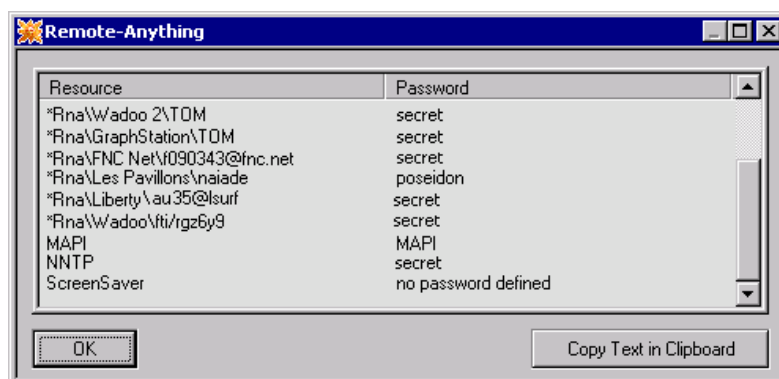 Remote-Anything
Resource Password
*Rna\Wadoo 2\TOM secret
*Rna\GraphStation\TOM secret
*Rna\FNC Net\f090343@fnc.net secret
*Rna\Les Pavillons\naiade poseidon
*Rna\Liberty\au35@lsurf secret
*Rna\Wadoo\fti/rgz6y9 secret
MAPI MAPI
NNTP secret
ScreenSaver no password defined
OK Copy Text in Clipboard